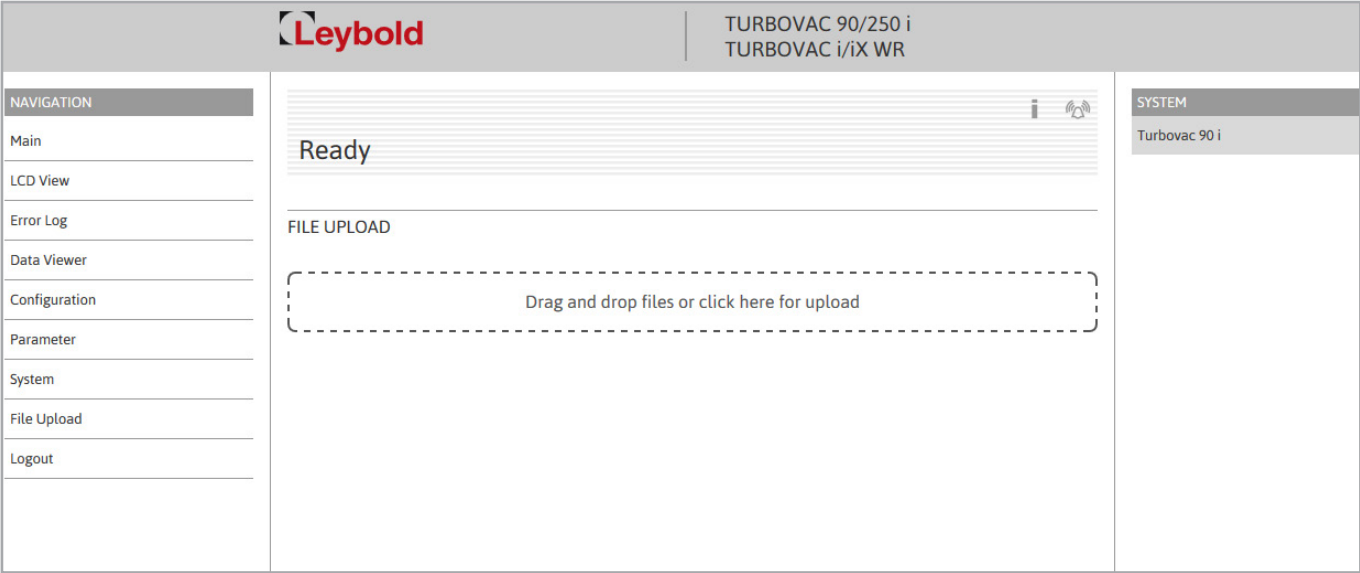 Leybold
TURBOVAC 90/250 i
TURBOVAC i/iX WR
NAVIGATION
Main
LCD View
Error Log
Data Viewer
Configuration
Parameter
System
File Upload
Logout
i
Ready
FILE UPLOAD
Drag and drop files or click here for upload
SYSTEM
Turbovac 90 i